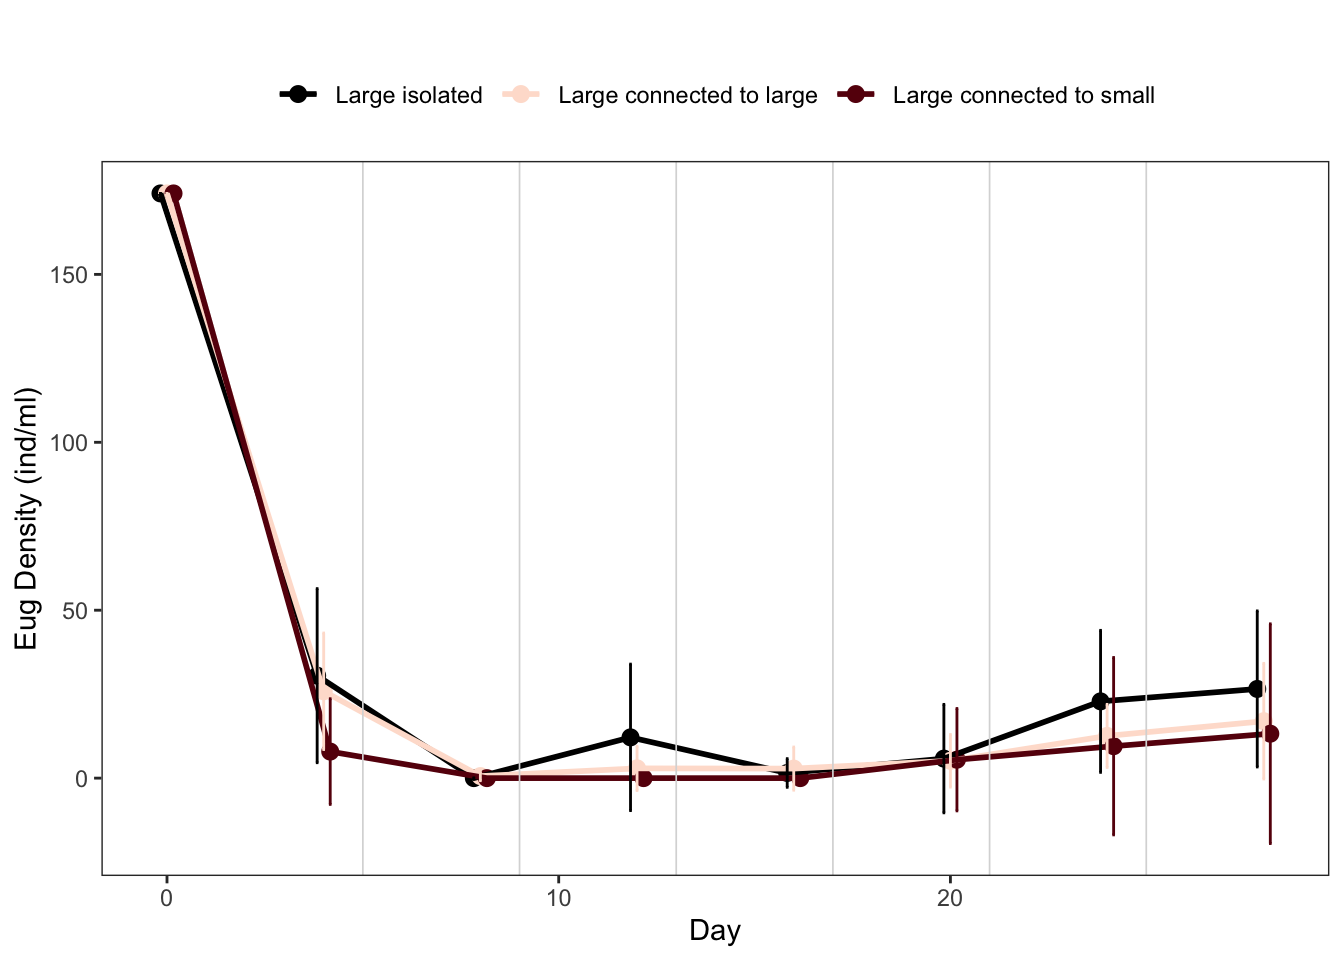 Large isolated Large connected to large Large connected to small
150
100
50
0
Eug Density (ind/ml)
0 10 20
Day